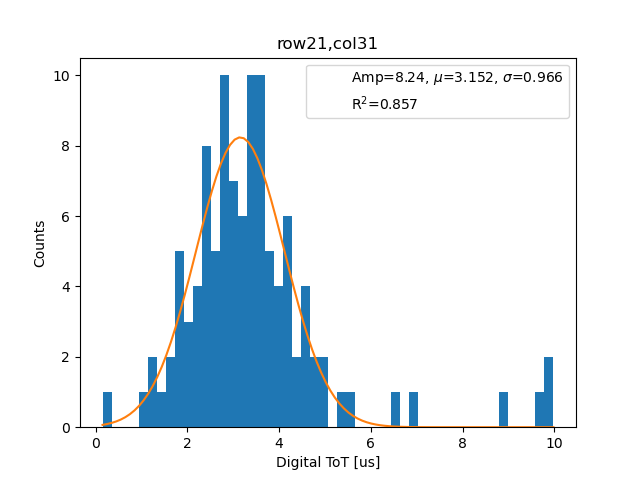 row21,col31
Amp=8.24, μ=3.152, σ=0.966
R²=0.857
Counts
10
8
6
4
2
0
0 2 4 6 8 10
Digital ToT [us]